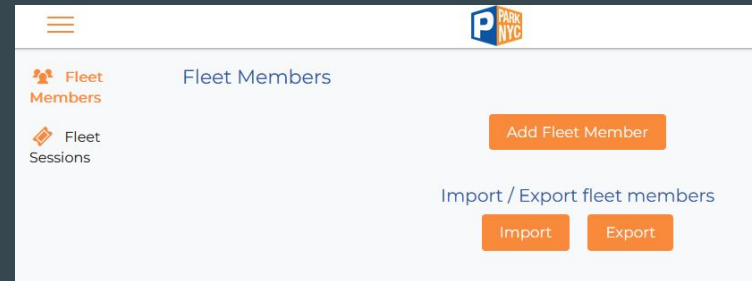 P PARK
NYC
Fleet
Members
Fleet
Sessions
Fleet Members
Add Fleet Member
Import / Export fleet members
Import Export